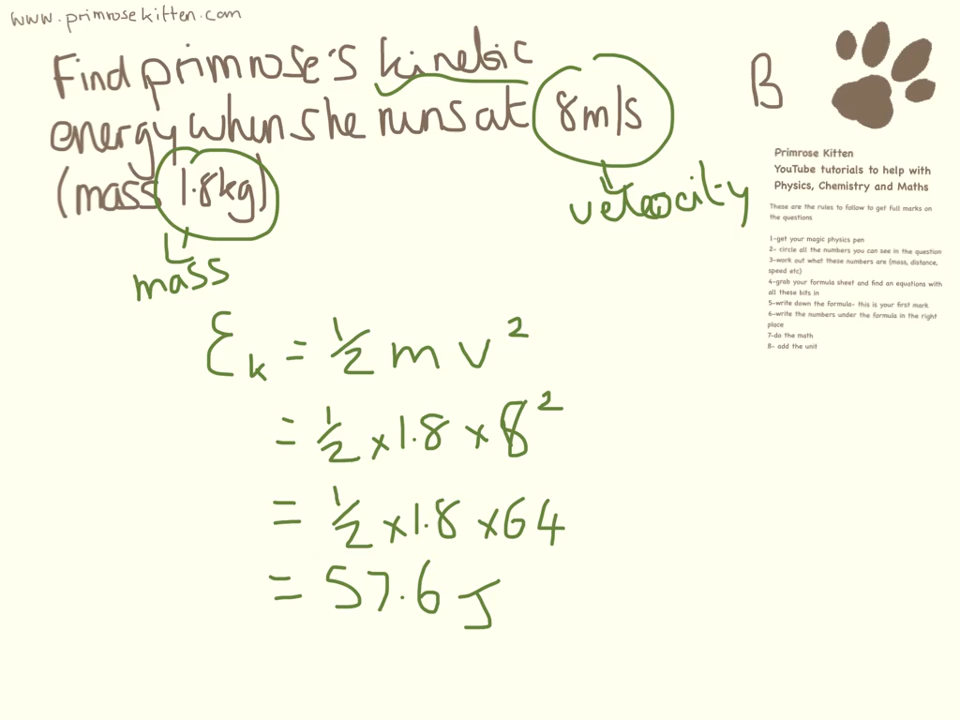 www.primrosekitten.com
Find primrose's kinetic
energy when she runs at 8m/s
(mass 1.8kg)
velocity
mass
B
Primrose Kitten
YouTube tutorials to help with
Physics, Chemistry and Maths
These are the rules to follow to get full marks on
the questions
1-get your magic physics pen
2- circle all the numbers you can see in the question
3-work out what these numbers are (mass, distance,
speed etc)
4-grab your formula sheet and find an equations with
all these bits in
5-write down the formula- this is your first mark
6-write the numbers under the formula in the right
place
7-do the math
8- add the unit
Ek = ½ m v²
= ½ × 1.8 × 8²
= ½ × 1.8 × 64
= 57.6 J